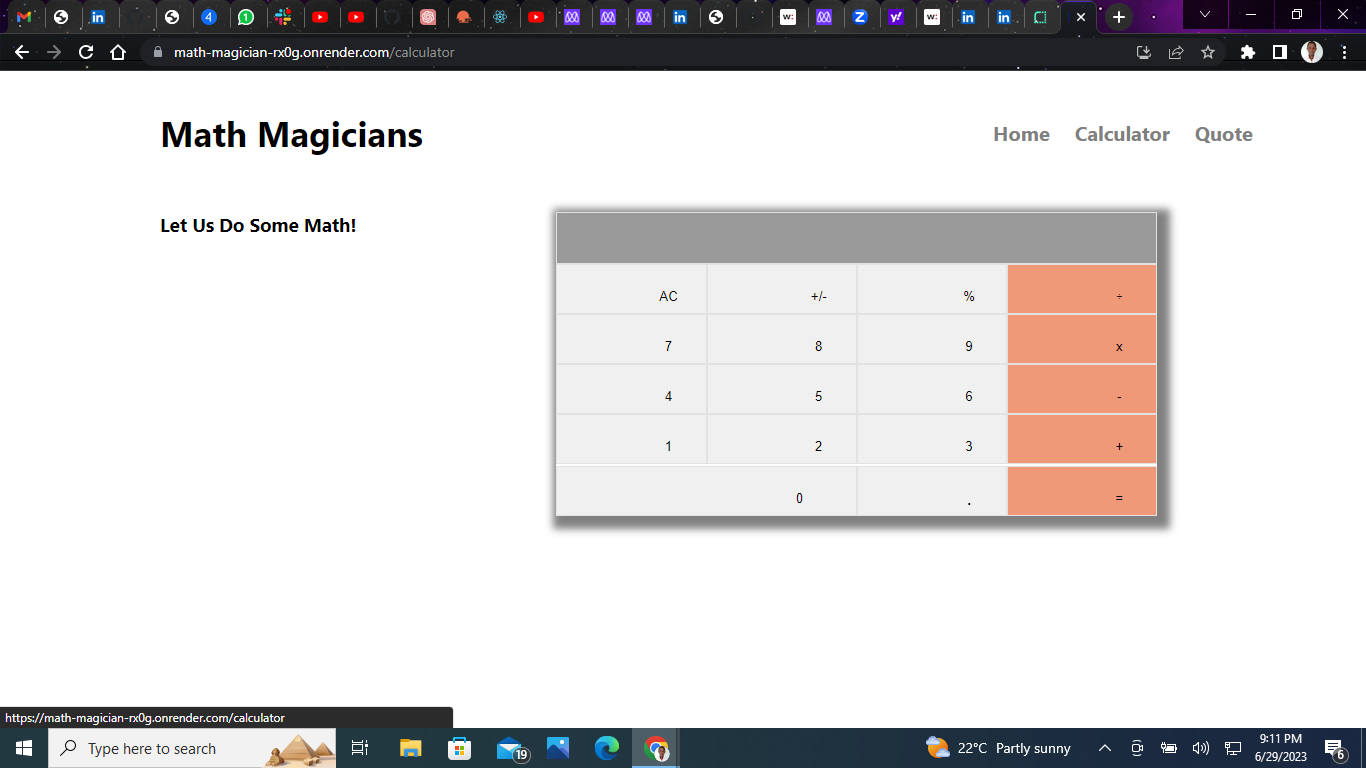 4
1
w:
w:
y!
math-magician-rx0g.onrender.com/calculator
Math Magicians
Home Calculator Quote
Let Us Do Some Math!
AC +/- % ÷
7 8 9 x
4 5 6 -
1 2 3 +
0 . =
https://math-magician-rx0g.onrender.com/calculator
Type here to search
19
22°C Partly sunny
9:11 PM
6/29/2023
6